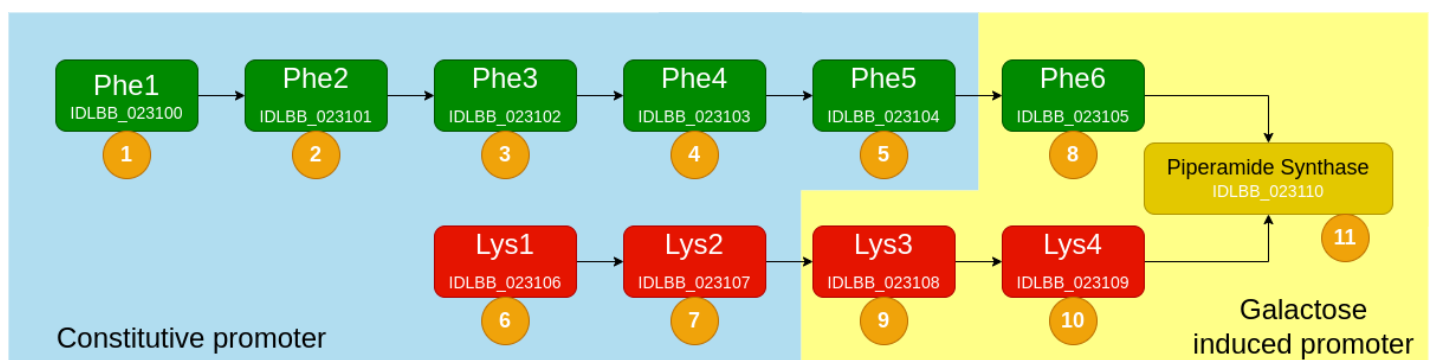 Phe1
IDLBB_023100
1
Phe2
IDLBB_023101
2
Phe3
IDLBB_023102
3
Phe4
IDLBB_023103
4
Phe5
IDLBB_023104
5
Phe6
IDLBB_023105
8
Piperamide Synthase
IDLBB_023110
11
Lys1
IDLBB_023106
6
Lys2
IDLBB_023107
7
Lys3
IDLBB_023108
9
Lys4
IDLBB_023109
10
Constitutive promoter
Galactose
induced promoter